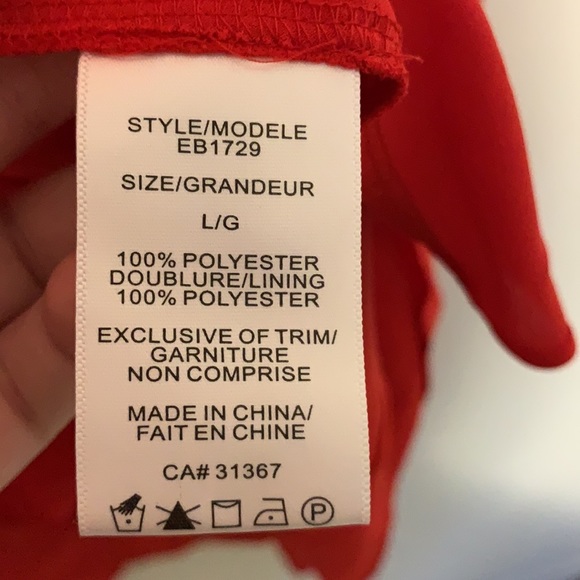 STYLE/MODELE
EB1729
SIZE/GRANDEUR
L/G
100% POLYESTER
DOUBLURE/LINING
100% POLYESTER
EXCLUSIVE OF TRIM/
GARNITURE
NON COMPRISE
MADE IN CHINA/
FAIT EN CHINE
CA# 31367
P